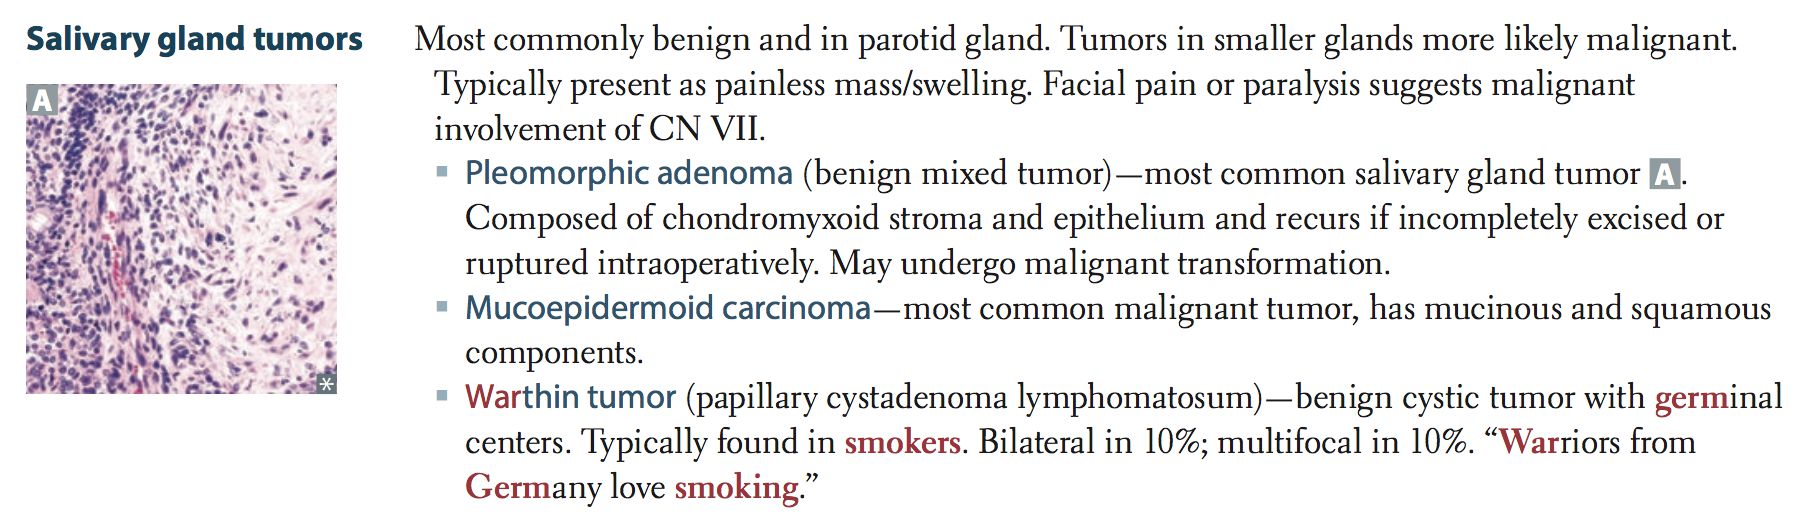 Salivary gland tumors
A
*
Most commonly benign and in parotid gland. Tumors in smaller glands more likely malignant.
Typically present as painless mass/swelling. Facial pain or paralysis suggests malignant
involvement of CN VII.
▪ Pleomorphic adenoma (benign mixed tumor)—most common salivary gland tumor A.
Composed of chondromyxoid stroma and epithelium and recurs if incompletely excised or
ruptured intraoperatively. May undergo malignant transformation.
▪ Mucoepidermoid carcinoma—most common malignant tumor, has mucinous and squamous
components.
▪ Warthin tumor (papillary cystadenoma lymphomatosum)—benign cystic tumor with germinal
centers. Typically found in smokers. Bilateral in 10%; multifocal in 10%. “Warriors from
Germany love smoking.”